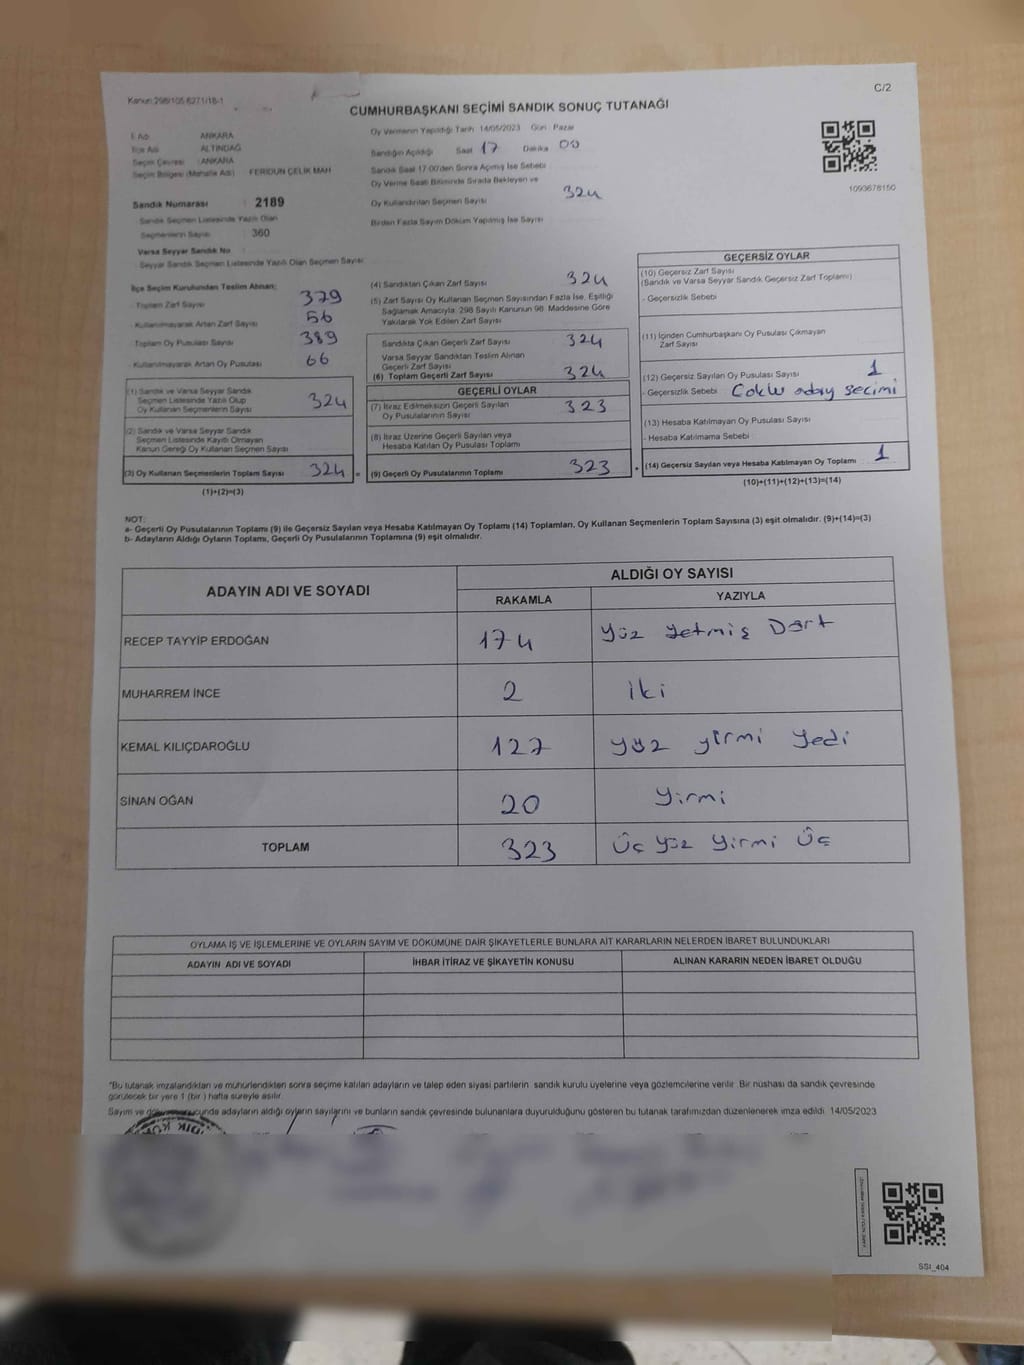 Kanun:298/105 6271/18-1
C/2
CUMHURBAŞKANI SEÇİMİ SANDIK SONUÇ TUTANAĞI
İl Adı ANKARA
İlçe Adı ALTINDAĞ
Seçim Çevresi : ANKARA
Seçim Bölgesi (Mahalle Adı) FERİDUN ÇELİK MAH
Sandık Numarası : 2189
Sandık Seçmen Listesinde Yazılı Olan
Seçmenlerin Sayısı : 360
Varsa Seyyar Sandık No
Seyyar Sandık Seçmen Listesinde Yazılı Olan Seçmen Sayısı
Oy Vermenin Yapıldığı Tarih 14/05/2023 Gün : Pazar
Sandığın Açıldığı Saat 17 Dakika 00
Sandık Saat 17:00'den Sonra Açılmış İse Sebebi
Oy Verme Saati Bitiminde Sırada Bekleyen ve
Oy Kullandırılan Seçmen Sayısı 324
Birden Fazla Sayım Döküm Yapılmış İse Sayısı
1093678150
İlçe Seçim Kurulundan Teslim Alınan;
- Toplam Zarf Sayısı 379
- Kullanılmayarak Artan Zarf Sayısı 56
- Toplam Oy Pusulası Sayısı 389
- Kullanılmayarak Artan Oy Pusulası 66
(1) Sandık ve Varsa Seyyar Sandık
Seçmen Listesinde Yazılı Olup
Oy Kullanan Seçmenlerin Sayısı 324
(2) Sandık ve Varsa Seyyar Sandık
Seçmen Listesinde Kayıtlı Olmayan
Kanun Gereği Oy Kullanan Seçmen Sayısı
(3) Oy Kullanan Seçmenlerin Toplam Sayısı 324 =
(1)+(2)=(3)
(4) Sandıktan Çıkan Zarf Sayısı 324
(5) Zarf Sayısı Oy Kullanan Seçmen Sayısından Fazla İse, Eşitliği
Sağlamak Amacıyla; 298 Sayılı Kanunun 98. Maddesine Göre
Yakılarak Yok Edilen Zarf Sayısı
Sandıkta Çıkan Geçerli Zarf Sayısı 324
Varsa Seyyar Sandıktan Teslim Alınan
Geçerli Zarf Sayısı
(6) Toplam Geçerli Zarf Sayısı 324
GEÇERLİ OYLAR
(7) İtiraz Edilmeksizin Geçerli Sayılan
Oy Pusulalarının Sayısı 323
(8) İtiraz Üzerine Geçerli Sayılan veya
Hesaba Katılan Oy Pusulası Toplamı
(9) Geçerli Oy Pusulalarının Toplamı 323 +
GEÇERSİZ OYLAR
(10) Geçersiz Zarf Sayısı
(Sandık ve Varsa Seyyar Sandık Geçersiz Zarf Toplamı)
- Geçersizlik Sebebi
(11) İçinden Cumhurbaşkanı Oy Pusulası Çıkmayan
Zarf Sayısı
(12) Geçersiz Sayılan Oy Pusulası Sayısı 1
- Geçersizlik Sebebi Coklu aday seçimi
(13) Hesaba Katılmayan Oy Pusulası Sayısı
- Hesaba Katılmama Sebebi
(14) Geçersiz Sayılan veya Hesaba Katılmayan Oy Toplamı 1
(10)+(11)+(12)+(13)=(14)
NOT:
a- Geçerli Oy Pusulalarının Toplamı (9) ile Geçersiz Sayılan veya Hesaba Katılmayan Oy Toplamı (14) Toplamları, Oy Kullanan Seçmenlerin Toplam Sayısına (3) eşit olmalıdır. (9)+(14)=(3)
b- Adayların Aldığı Oyların Toplamı, Geçerli Oy Pusulalarının Toplamına (9) eşit olmalıdır.
ADAYIN ADI VE SOYADI ALDIĞI OY SAYISI
RAKAMLA YAZIYLA
RECEP TAYYİP ERDOĞAN 174 Yüz Yetmiş Dört
MUHARREM İNCE 2 İki
KEMAL KILIÇDAROĞLU 127 yüz yirmi Yedi
SİNAN OĞAN 20 Yirmi
TOPLAM 323 Üç Yüz Yirmi Üç
OYLAMA İŞ VE İŞLEMLERİNE VE OYLARIN SAYIM VE DÖKÜMÜNE DAİR ŞİKAYETLERLE BUNLARA AİT KARARLARIN NELERDEN İBARET BULUNDUKLARI
ADAYIN ADI VE SOYADI İHBAR İTİRAZ VE ŞİKAYETİN KONUSU ALINAN KARARIN NEDEN İBARET OLDUĞU
*Bu tutanak imzalandıktan ve mühürlendikten sonra seçime katılan adayların ve talep eden siyasi partilerin sandık kurulu üyelerine veya gözlemcilerine verilir. Bir nüshası da sandık çevresinde
görülecek bir yere 1 (bir) hafta süreyle asılır.
Sayım ve sonucunda adayların aldığı oyların sayılarını ve bunların sandık çevresinde bulunanlara duyurulduğunu gösteren bu tutanak tarafımızdan düzenlenerek imza edildi. 14/05/2023
SSI_404